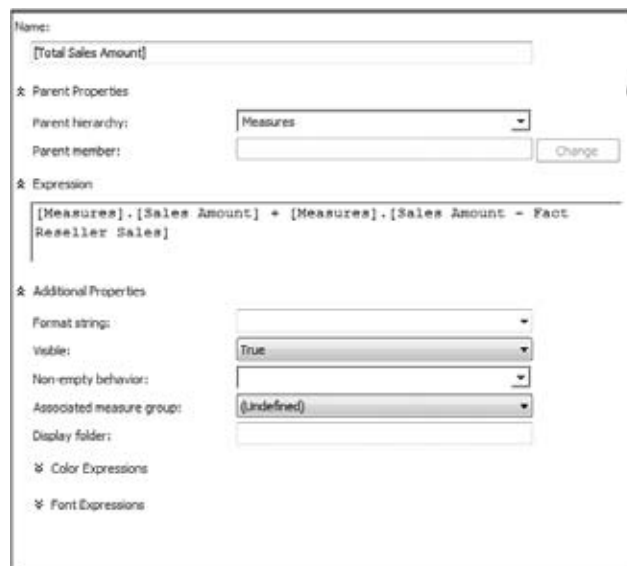 Name:
[Total Sales Amount]
Parent Properties
Parent hierarchy: Measures
Parent member: Change
Expression
[Measures].[Sales Amount] + [Measures].[Sales Amount - Fact
Reseller Sales]
Additional Properties
Format string:
Visible: True
Non-empty behavior:
Associated measure group: (Undefined)
Display folder:
Color Expressions
Font Expressions